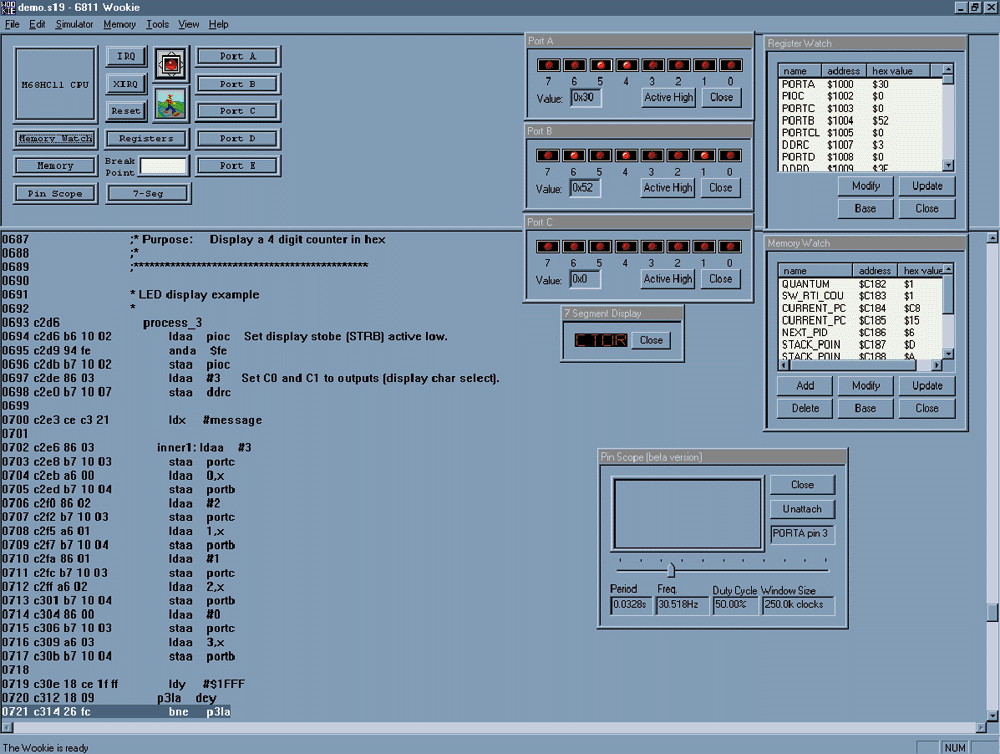 demo.s19 - 6811 Wookie
File Edit Simulator Memory Tools View Help
M68HC11 CPU
IRQ
XIRQ
Reset
Port A
Port B
Port C
Memory Watch Registers Port D
Memory Break Point Port E
Pin Scope 7-Seg
Port A
7 6 5 4 3 2 1 0
Value: 0x30 Active High Close
Port B
7 6 5 4 3 2 1 0
Value: 0x52 Active High Close
Port C
7 6 5 4 3 2 1 0
Value: 0x0 Active High Close
7 Segment Display
Close
Register Watch
name address hex value
PORTA $1000 $30
PIOC $1002 $0
PORTC $1003 $0
PORTB $1004 $52
PORTCL $1005 $0
DDRC $1007 $3
PORTD $1008 $0
DDRD $1009 $3F
Modify Update
Base Close
Memory Watch
name address hex value
QUANTUM $C182 $1
SW_RTI_COU $C183 $1
CURRENT_PC $C184 $C8
CURRENT_PC $C185 $15
NEXT_PID $C186 $6
STACK_POIN $C187 $D
STACK_POIN $C188 $A
Add Modify Update
Delete Base Close
Pin Scope (beta version)
Close
Unattach
PORTA pin 3
Period Freq. Duty Cycle Window Size
0.0328s 30.518Hz 50.00% 250.0k clocks
0687 ;* Purpose: Display a 4 digit counter in hex
0688 ;*
0689 ;*********************************************
0690
0691 * LED display example
0692 *
0693 c2d6 process_3
0694 c2d6 b6 10 02 ldaa pioc Set display stobe (STRB) active low.
0695 c2d9 94 fe anda $fe
0696 c2db b7 10 02 staa pioc
0697 c2de 86 03 ldaa #3 Set C0 and C1 to outputs (display char select).
0698 c2e0 b7 10 07 staa ddrc
0699
0700 c2e3 ce c3 21 ldx #message
0701
0702 c2e6 86 03 inner1: ldaa #3
0703 c2e8 b7 10 03 staa portc
0704 c2eb a6 00 ldaa 0,x
0705 c2ed b7 10 04 staa portb
0706 c2f0 86 02 ldaa #2
0707 c2f2 b7 10 03 staa portc
0708 c2f5 a6 01 ldaa 1,x
0709 c2f7 b7 10 04 staa portb
0710 c2fa 86 01 ldaa #1
0711 c2fc b7 10 03 staa portc
0712 c2ff a6 02 ldaa 2,x
0713 c301 b7 10 04 staa portb
0714 c304 86 00 ldaa #0
0715 c306 b7 10 03 staa portc
0716 c309 a6 03 ldaa 3,x
0717 c30b b7 10 04 staa portb
0718
0719 c30e 18 ce 1f ff ldy #$1FFF
0720 c312 18 09 p3la dey
0721 c314 26 fc bne p3la
The Wookie is ready
NUM